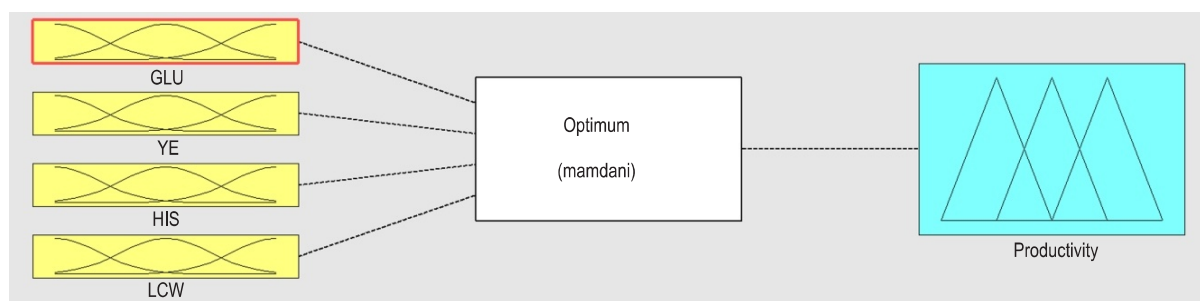 GLU
YE
HIS
LCW
Optimum
(mamdani)
Productivity